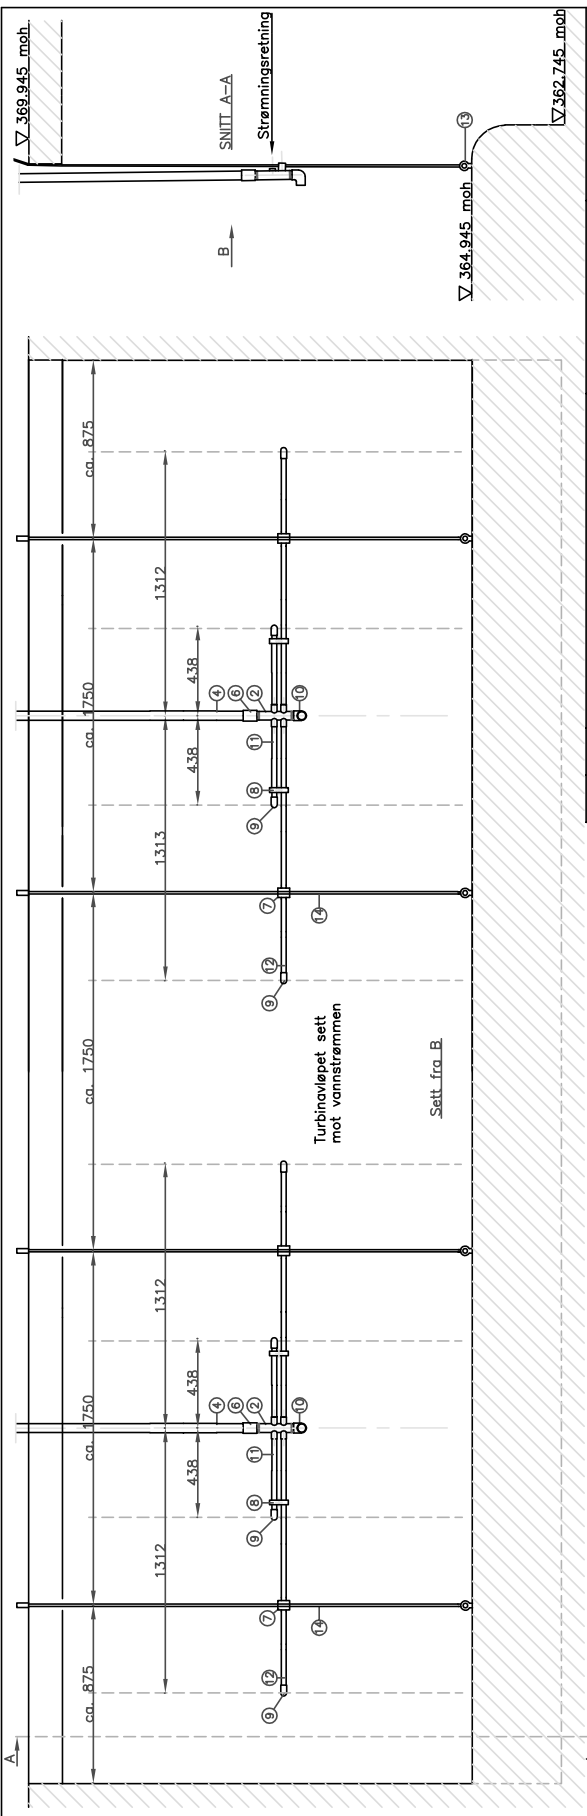 ▽ 369.945 moh
SNITT A-A
Strømningsretning
▽ 362.745 moh
13
B
▽ 364.945 moh
ca. 875
1312
438
ca. 1750
4
6
2
10
11
438
8
9
1313
7
14
12
9
ca. 1750
Turbinavløpet sett
mot vannstrømmen
Sett fra B
1312
438
ca. 1750
4
6
2
10
11
438
8
9
1312
7
14
12
9
ca. 875
A